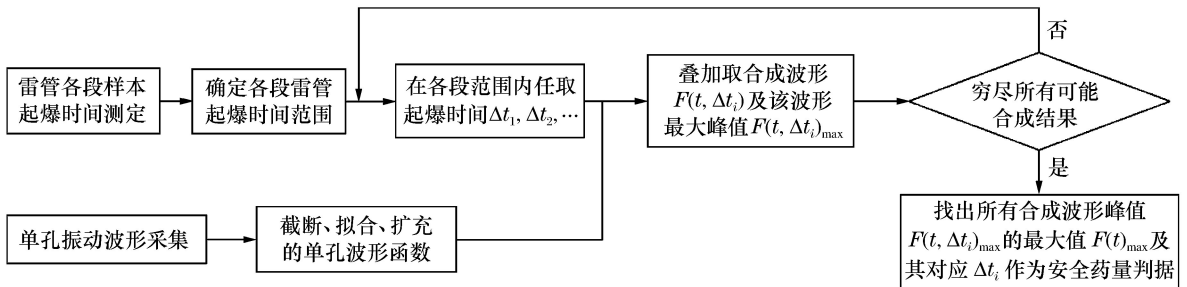 否
雷管各段样本
起爆时间测定
确定各段雷管
起爆时间范围
在各段范围内任取
起爆时间Δt₁, Δt₂, …
叠加取合成波形
F(t, Δtᵢ)及该波形
最大峰值F(t, Δtᵢ)max
穷尽所有可能
合成结果
是
单孔振动波形采集
截断、拟合、扩充
的单孔波形函数
找出所有合成波形峰值
F(t, Δtᵢ)max的最大值F(t)max及
其对应Δtᵢ作为安全药量判据